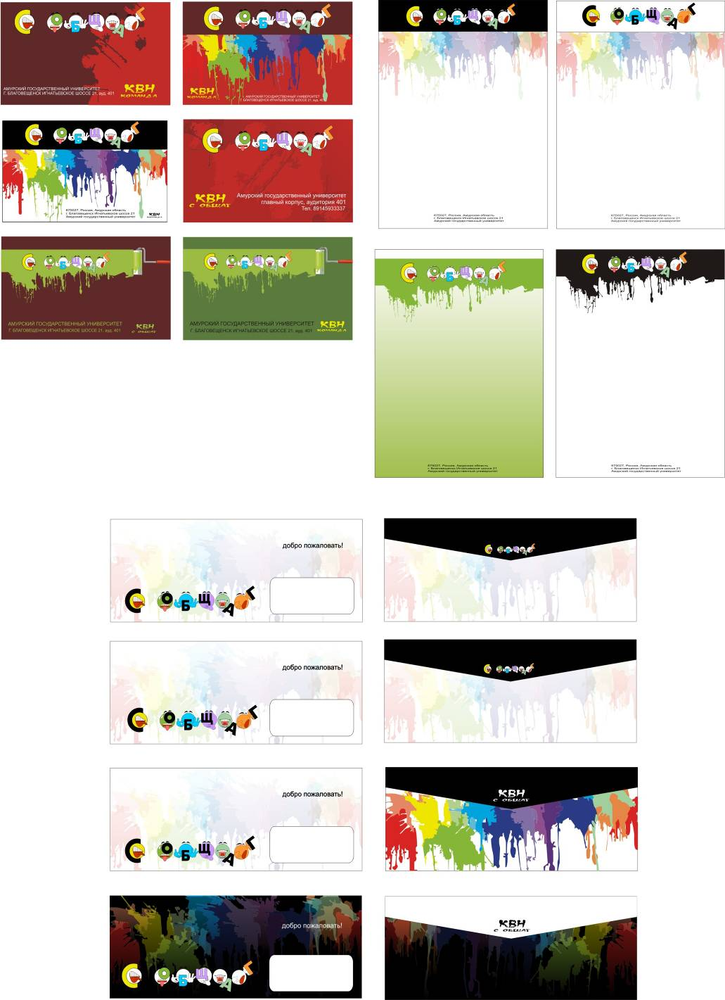 С ОБЩАГ
АМУРСКИЙ ГОСУДАРСТВЕННЫЙ УНИВЕРСИТЕТ
Г. БЛАГОВЕЩЕНСК ИГНАТЬЕВСКОЕ ШОССЕ 21, ауд. 401
КВН
КОМАНДА
С ОБЩАГ
КВН
КОМАНДА
АМУРСКИЙ ГОСУДАРСТВЕННЫЙ УНИВЕРСИТЕТ
Г. БЛАГОВЕЩЕНСК ИГНАТЬЕВСКОЕ ШОССЕ 21, ауд. 401
С ОБЩАГ
675027, Россия, Амурская область
г. Благовещенск Игнатьевское шоссе 21
Амурский государственный университет
КВН
КОМАНДА
С ОБЩАГ
КВН
С ОБЩАГ
Амурский государственный университет
главный корпус, аудитория 401
Тел. 89145933337
С ОБЩАГ
АМУРСКИЙ ГОСУДАРСТВЕННЫЙ УНИВЕРСИТЕТ
Г. БЛАГОВЕЩЕНСК ИГНАТЬЕВСКОЕ ШОССЕ 21, ауд. 401
КВН
С ОБЩАГ
С ОБЩАГ
АМУРСКИЙ ГОСУДАРСТВЕННЫЙ УНИВЕРСИТЕТ
Г. БЛАГОВЕЩЕНСК ИГНАТЬЕВСКОЕ ШОССЕ 21, ауд. 401
КВН
КОМАНДА
С ОБЩАГ
675027, Россия, Амурская область
г. Благовещенск Игнатьевское шоссе 21
Амурский государственный университет
С ОБЩАГ
675027, Россия, Амурская область
г. Благовещенск Игнатьевское шоссе 21
Амурский государственный университет
С ОБЩАГ
675027, Россия, Амурская область
г. Благовещенск Игнатьевское шоссе 21
Амурский государственный университет
С ОБЩАГ
675027, Россия, Амурская область
г. Благовещенск Игнатьевское шоссе 21
Амурский государственный университет
добро пожаловать!
С ОБЩАГ
С ОБЩАГ
добро пожаловать!
С ОБЩАГ
С ОБЩАГ
добро пожаловать!
С ОБЩАГ
КВН
С ОБЩАГ
добро пожаловать!
С ОБЩАГ
КВН
С ОБЩАГ